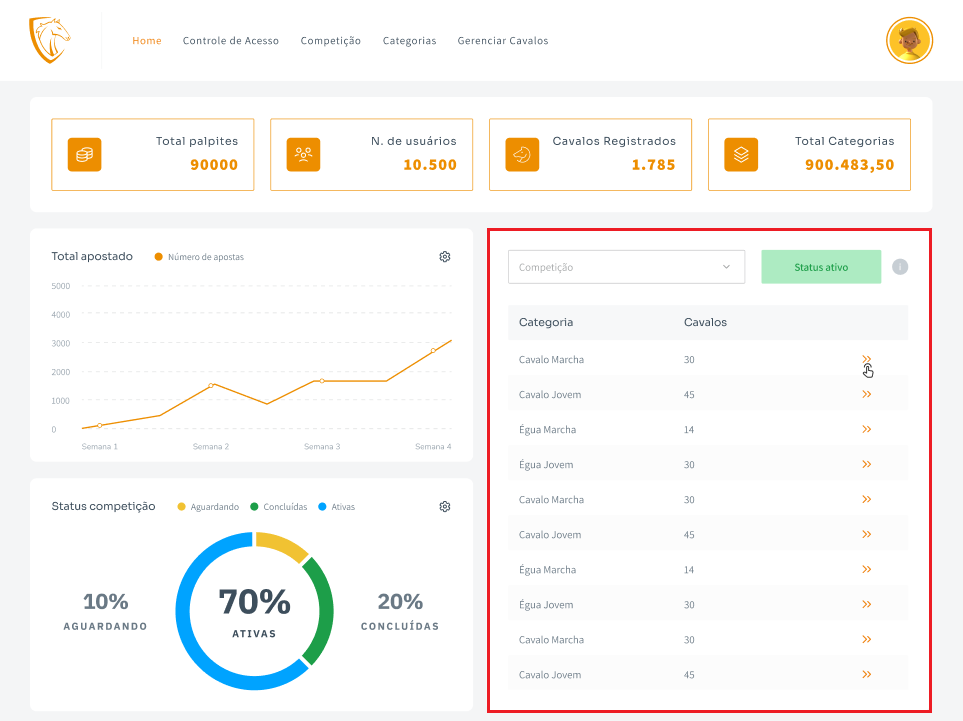 Home Controle de Acesso Competição Categorias Gerenciar Cavalos
Total palpites
90000
N. de usuários
10.500
Cavalos Registrados
1.785
Total Categorias
900.483,50
Total apostado Número de apostas
5000
4000
3000
2000
1000
0
Semana 1 Semana 2 Semana 3 Semana 4
Status competição Aguardando Concluídas Ativas
10%
AGUARDANDO
70%
ATIVAS
20%
CONCLUÍDAS
Competição Status ativo i
Categoria Cavalos
Cavalo Marcha 30
Cavalo Jovem 45
Égua Marcha 14
Égua Jovem 30
Cavalo Marcha 30
Cavalo Jovem 45
Égua Marcha 14
Égua Jovem 30
Cavalo Marcha 30
Cavalo Jovem 45